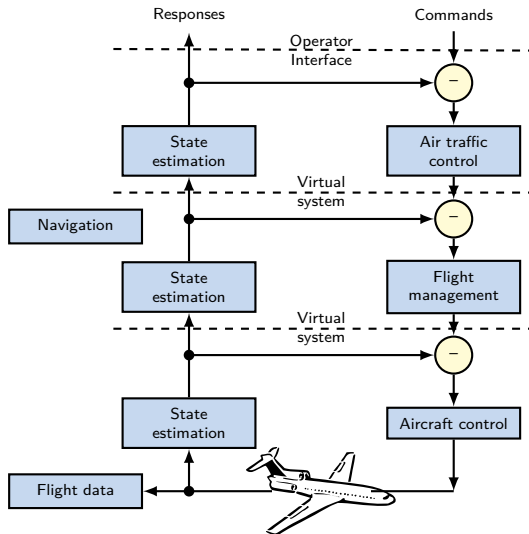 Responses
Commands
Operator
Interface
−
State
estimation
Air traffic
control
Virtual
system
−
Navigation
State
estimation
Flight
management
Virtual
system
−
State
estimation
Aircraft control
Flight data